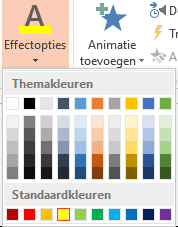 A
Effectopties
Animatie
toevoegen
Themakleuren
Standaardkleuren